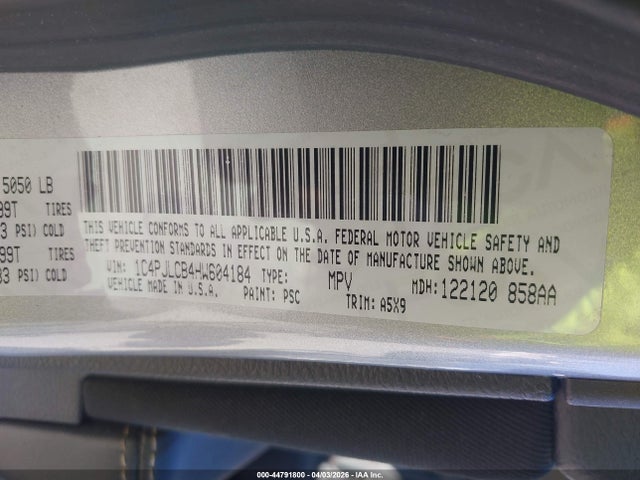 5050 LB
99T TIRES
3 PSI) COLD
99T TIRES
33 PSI) COLD
THIS VEHICLE CONFORMS TO ALL APPLICABLE U.S.A. FEDERAL MOTOR VEHICLE SAFETY AND
THEFT PREVENTION STANDARDS IN EFFECT ON THE DATE OF MANUFACTURE SHOWN ABOVE.
VIN: 1C4PJLCB4HW604184 TYPE: MPV MDH: 122120 858AA
VEHICLE MADE IN U.S.A. PAINT: PSC TRIM: A5X9
000-44791800 - 04/03/2026 - IAA Inc.